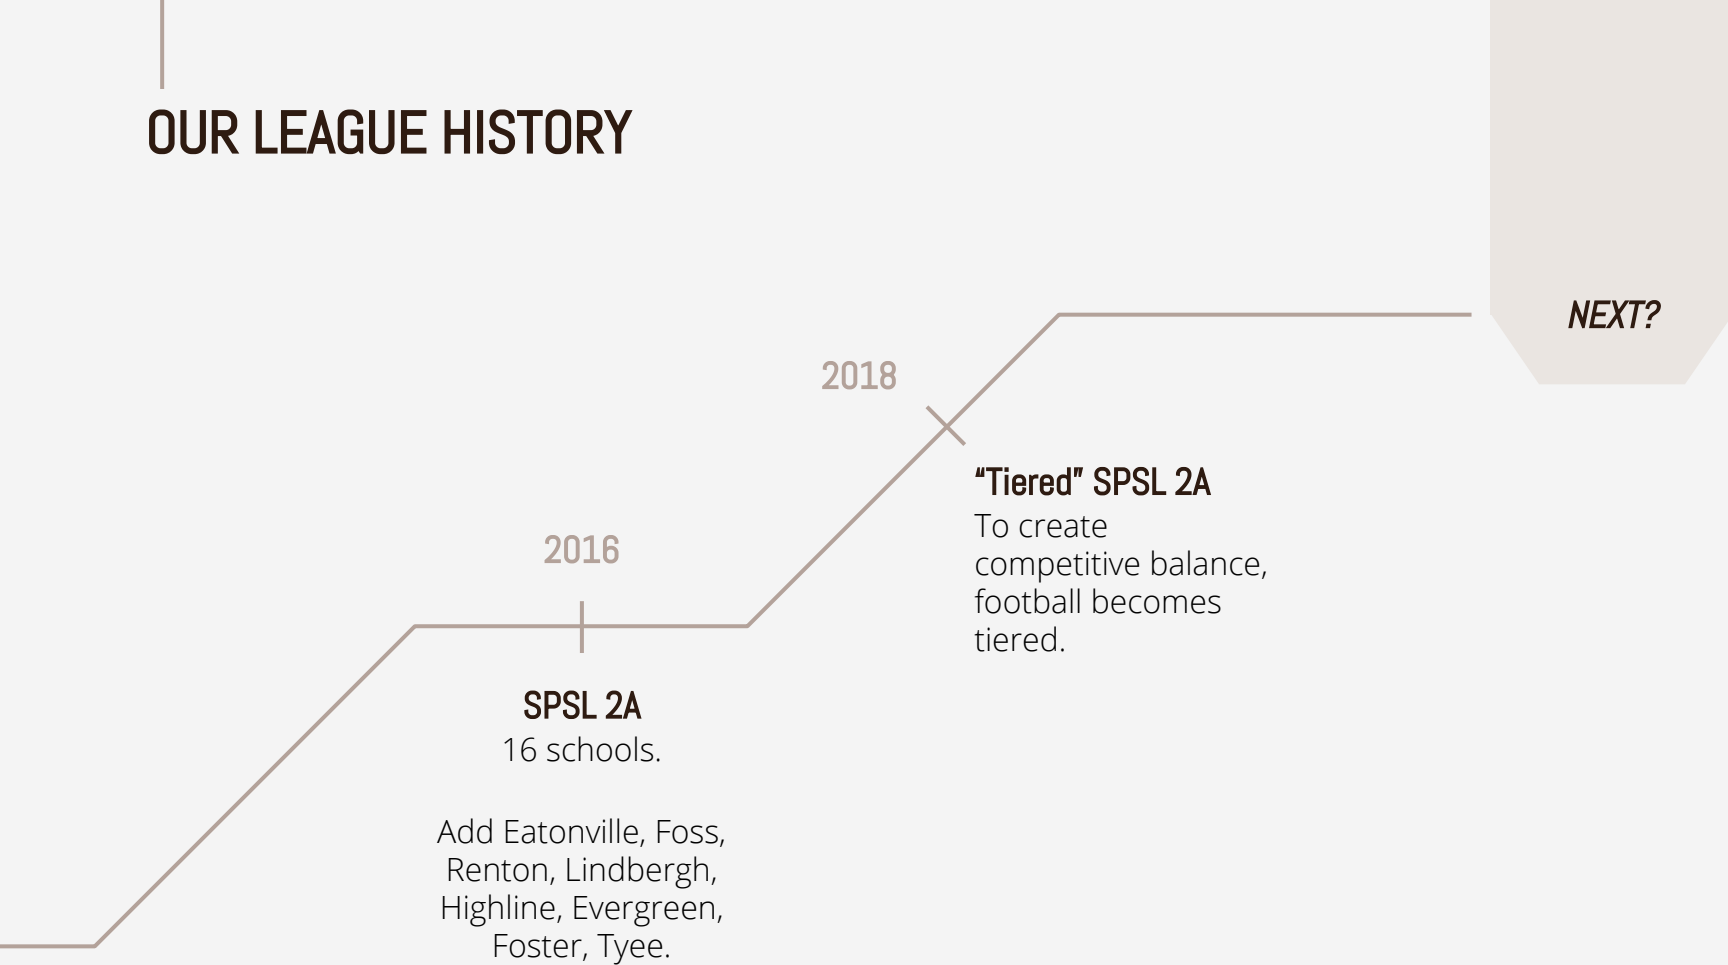 OUR LEAGUE HISTORY
NEXT?
2018
“Tiered” SPSL 2A
To create
competitive balance,
football becomes
tiered.
2016
SPSL 2A
16 schools.
Add Eatonville, Foss,
Renton, Lindbergh,
Highline, Evergreen,
Foster, Tyee.